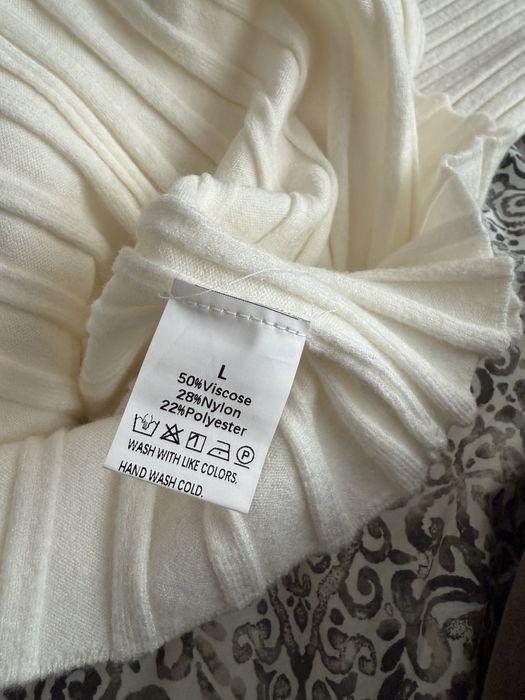 L
50%Viscose
28%Nylon
22%Polyester
P
WASH WITH LIKE COLORS.
HAND WASH COLD.